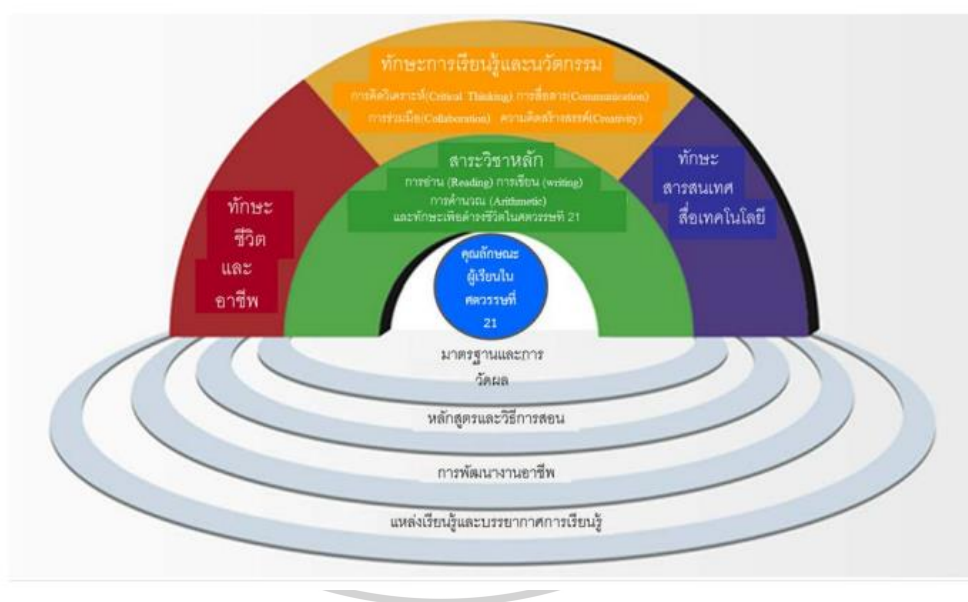 ทักษะการเรียนรู้และนวัตกรรม
การคิดวิเคราะห์(Critical Thinking) การสื่อสาร(Communication)
การร่วมมือ(Collaboration) ความคิดสร้างสรรค์(Creativity)
สาระวิชาหลัก
การอ่าน (Reading) การเขียน (writing)
การคำนวณ (Arithmetic)
และทักษะเพื่อดำรงชีวิตในศตวรรษที่ 21
ทักษะ
ชีวิต
และ
อาชีพ
ทักษะ
สารสนเทศ
สื่อเทคโนโลยี
คุณลักษณะ
ผู้เรียนใน
ศตวรรษที่
21
มาตรฐานและการ
วัดผล
หลักสูตรและวิธีการสอน
การพัฒนางานอาชีพ
แหล่งเรียนรู้และบรรยากาศการเรียนรู้